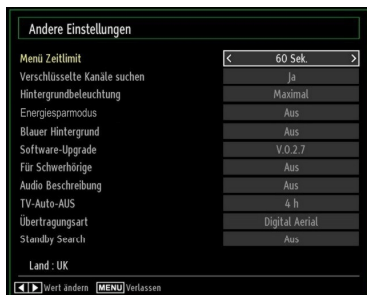 Andere Einstellungen
Menü Zeitlimit < 60 Sek. >
Verschlüsselte Kanäle suchen Ja
Hintergrundbeleuchtung Maximal
Energiesparmodus Aus
Blauer Hintergrund Aus
Software-Upgrade V.0.2.7
Für Schwerhörige Aus
Audio Beschreibung Aus
TV-Auto-AUS 4 h
Übertragungsart Digital Aerial
Standby Search Aus
Land : UK
Wert ändern MENU Verlassen